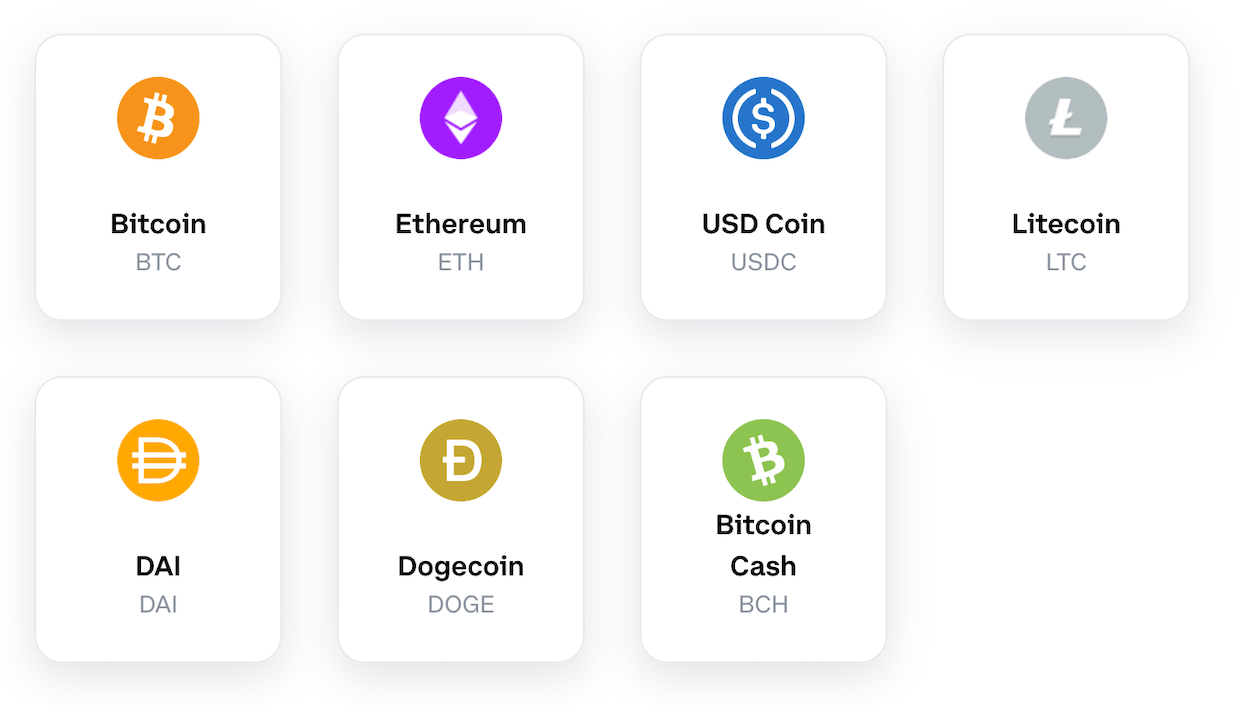 Bitcoin
BTC
Ethereum
ETH
USD Coin
USDC
Litecoin
LTC
DAI
DAI
Dogecoin
DOGE
Bitcoin
Cash
BCH